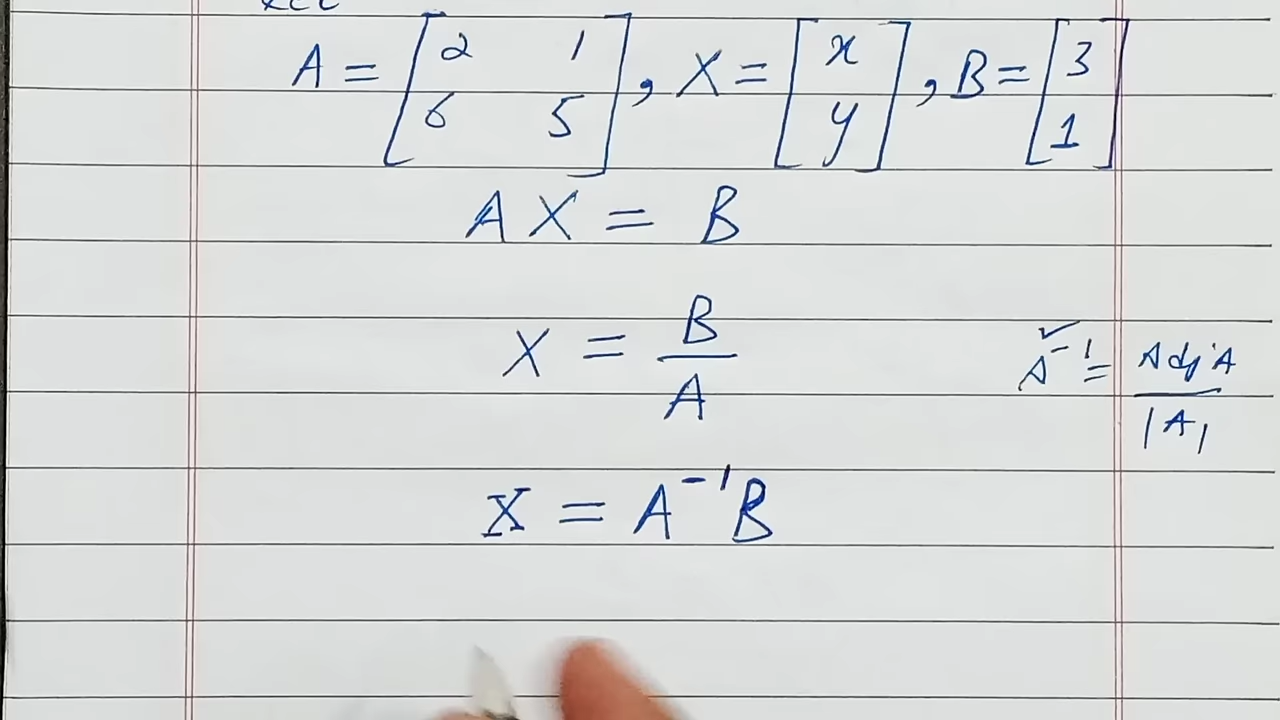 A = [2 1 6 5], X = [x y], B = [3 1]
AX = B
X = B/A
A⁻¹ = Adj A/|A|
X = A⁻¹B